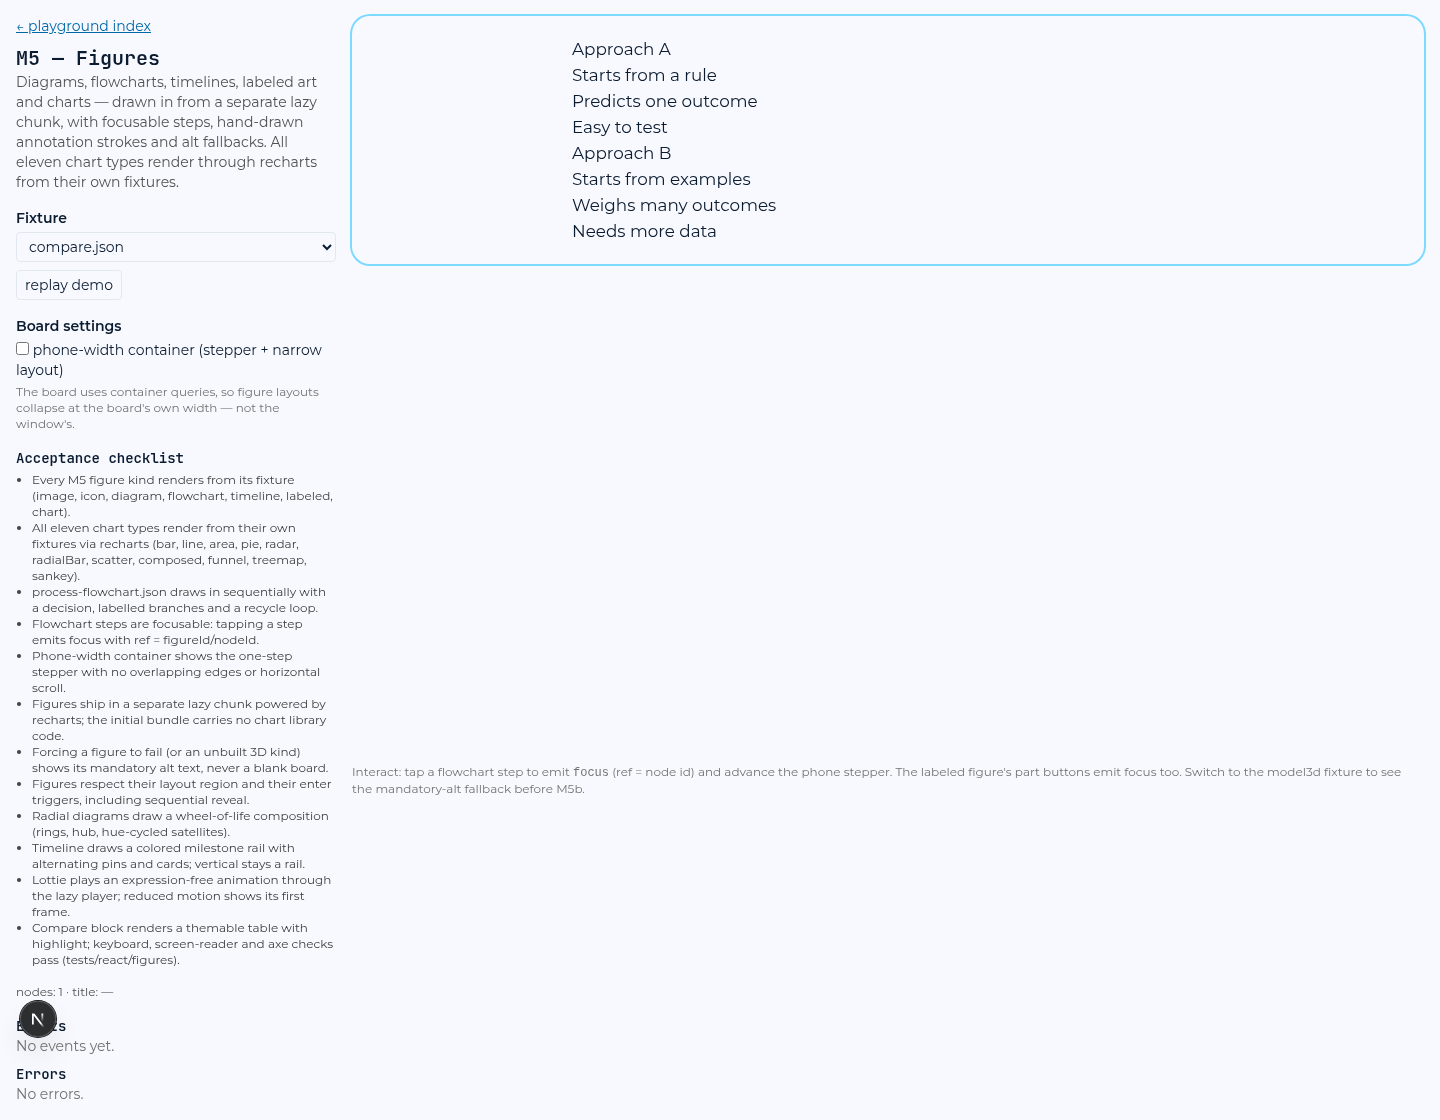 ← playground index
M5 — Figures
Diagrams, flowcharts, timelines, labeled art
and charts — drawn in from a separate lazy
chunk, with focusable steps, hand-drawn
annotation strokes and alt fallbacks. All
eleven chart types render through recharts
from their own fixtures.
Fixture
compare.json
replay demo
Board settings
phone-width container (stepper + narrow
layout)
The board uses container queries, so figure layouts
collapse at the board's own width — not the
window's.
Acceptance checklist
• Every M5 figure kind renders from its fixture
(image, icon, diagram, flowchart, timeline, labeled,
chart).
• All eleven chart types render from their own
fixtures via recharts (bar, line, area, pie, radar,
radialBar, scatter, composed, funnel, treemap,
sankey).
• process-flowchart.json draws in sequentially with
a decision, labelled branches and a recycle loop.
• Flowchart steps are focusable: tapping a step
emits focus with ref = figureId/nodeId.
• Phone-width container shows the one-step
stepper with no overlapping edges or horizontal
scroll.
• Figures ship in a separate lazy chunk powered by
recharts; the initial bundle carries no chart library
code.
• Forcing a figure to fail (or an unbuilt 3D kind)
shows its mandatory alt text, never a blank board.
• Figures respect their layout region and their enter
triggers, including sequential reveal.
• Radial diagrams draw a wheel-of-life composition
(rings, hub, hue-cycled satellites).
• Timeline draws a colored milestone rail with
alternating pins and cards; vertical stays a rail.
• Lottie plays an expression-free animation through
the lazy player; reduced motion shows its first
frame.
• Compare block renders a themable table with
highlight; keyboard, screen-reader and axe checks
pass (tests/react/figures).
nodes: 1 · title: —
N
No events yet.
Errors
No errors.
Approach A
Starts from a rule
Predicts one outcome
Easy to test
Approach B
Starts from examples
Weighs many outcomes
Needs more data
Interact: tap a flowchart step to emit focus (ref = node id) and advance the phone stepper. The labeled figure's part buttons emit focus too. Switch to the model3d fixture to see
the mandatory-alt fallback before M5b.